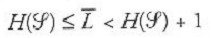 H(𝒮) ≤ L̅ < H(𝒮) + 1